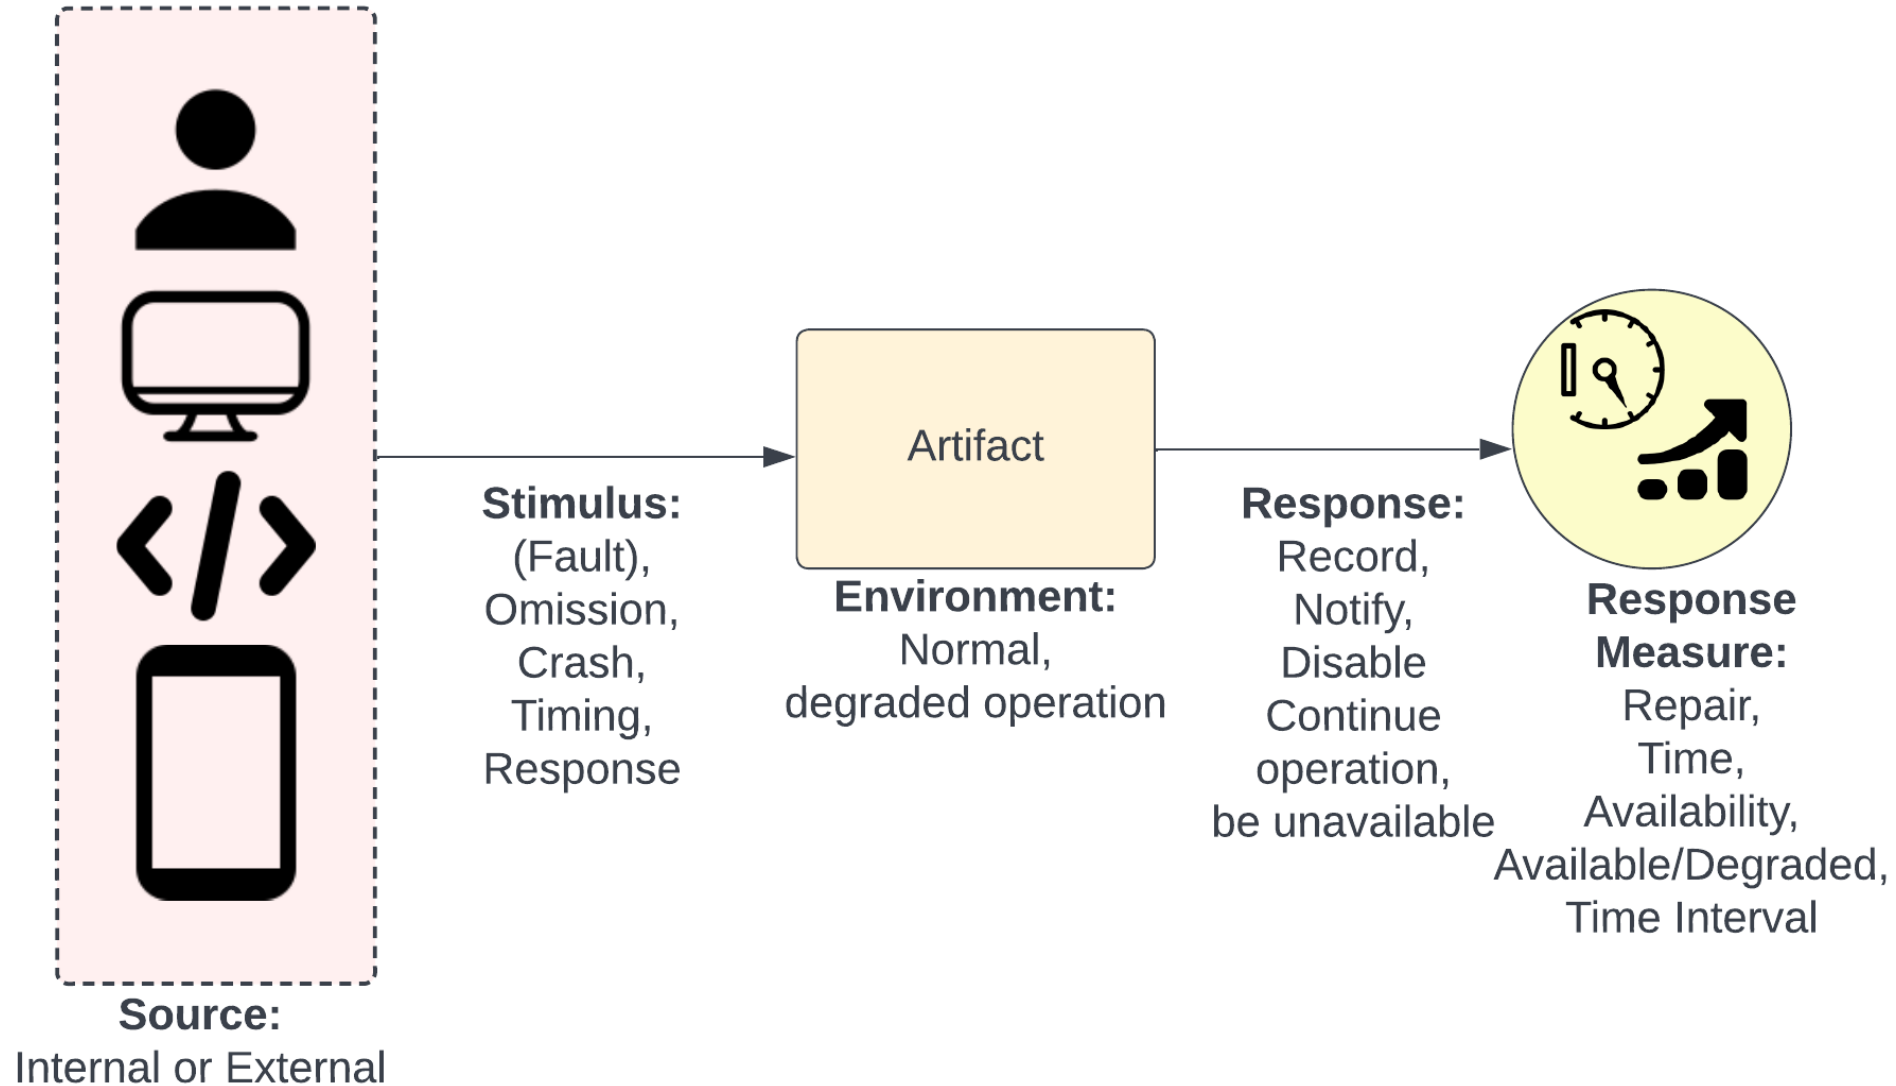 Source:
Internal or External
Stimulus:
(Fault),
Omission,
Crash,
Timing,
Response
Artifact
Environment:
Normal,
degraded operation
Response:
Record,
Notify,
Disable
Continue
operation,
be unavailable
Response
Measure:
Repair,
Time,
Availability,
Available/Degraded,
Time Interval